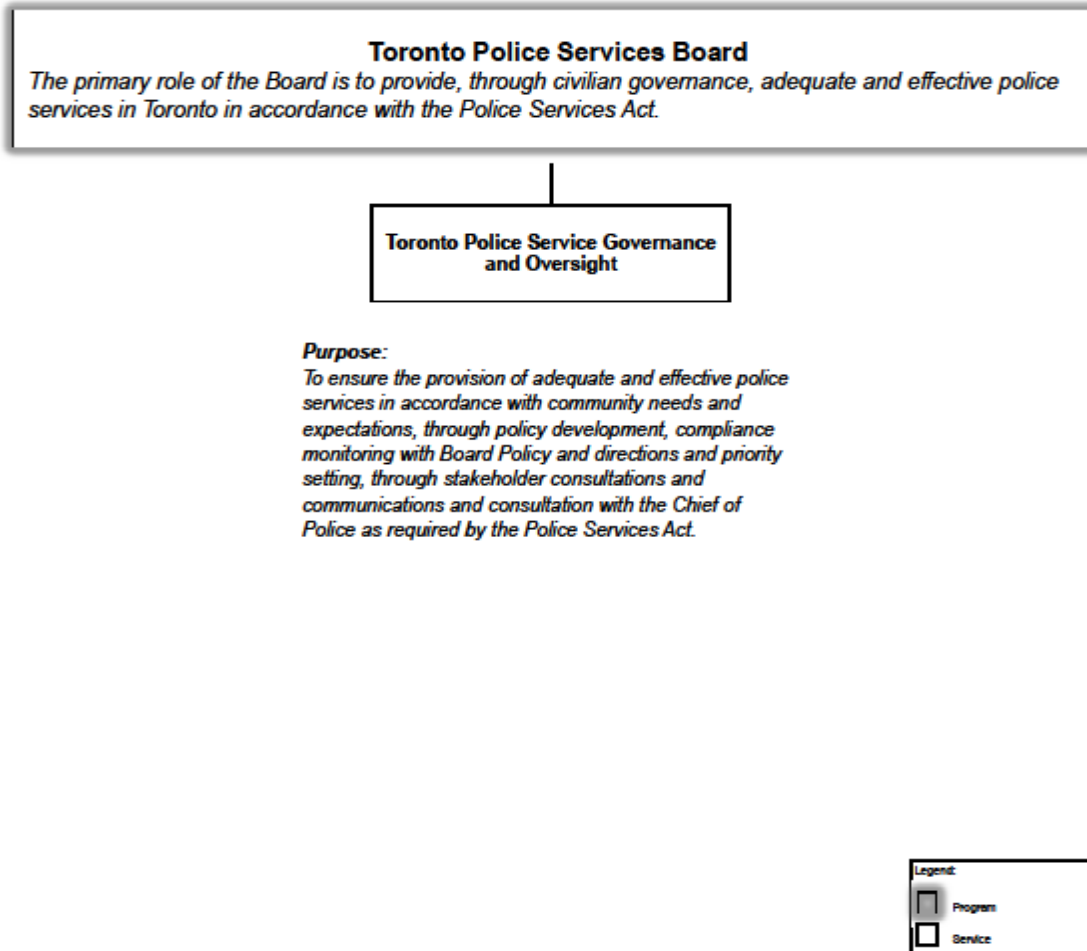 Toronto Police Services Board
The primary role of the Board is to provide, through civilian governance, adequate and effective police
services in Toronto in accordance with the Police Services Act.
Toronto Police Service Governance
and Oversight
Purpose:
To ensure the provision of adequate and effective police
services in accordance with community needs and
expectations, through policy development, compliance
monitoring with Board Policy and directions and priority
setting, through stakeholder consultations and
communications and consultation with the Chief of
Police as required by the Police Services Act.
Legend:
Program
Service